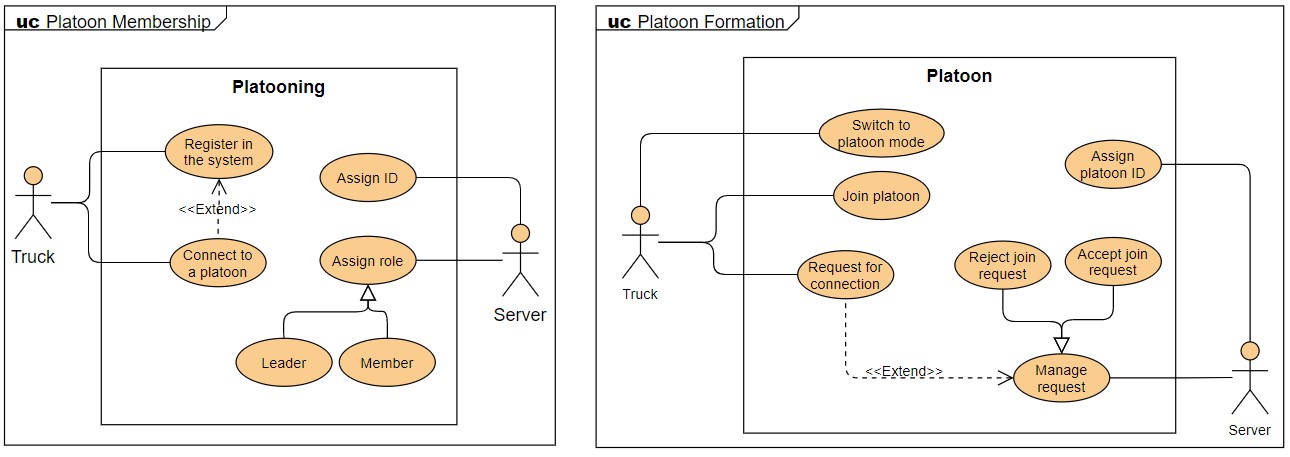 uc Platoon Membership
Platooning
Register in
the system
Assign ID
<<Extend>>
Truck
Connect to
a platoon
Assign role
Server
Leader
Member
uc Platoon Formation
Platoon
Switch to
platoon mode
Assign
platoon ID
Join platoon
Reject join
request
Accept join
request
Request for
connection
Truck
<<Extend>>
Manage
request
Server